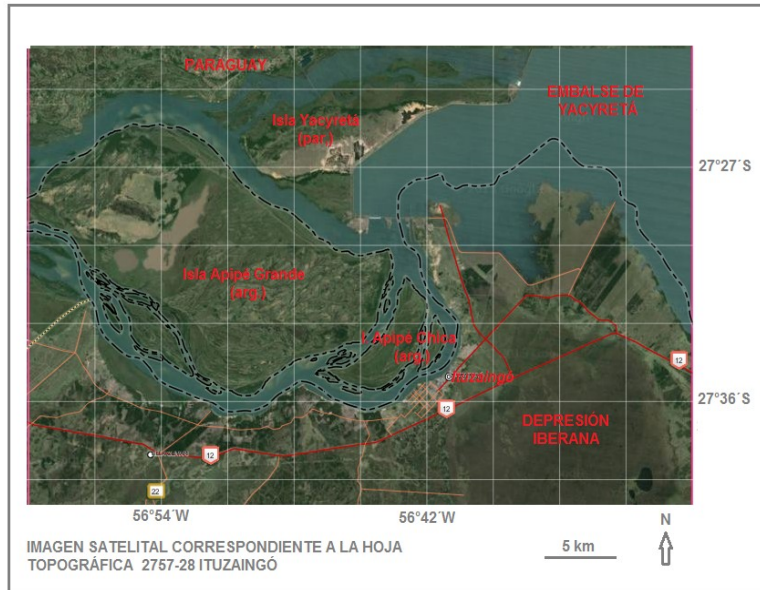 PARAGUAY
EMBALSE DE
YACYRETÁ
Isla Yacyretá
(par.)
27°27´S
Isla Apipé Grande
(arg.)
I. Apipé Chica
(arg.)
12
Ituzaingó
27°36´S
12
DEPRESIÓN
IBERANA
12
22
56°54´W
56°42´W
N
IMAGEN SATELITAL CORRESPONDIENTE A LA HOJA
TOPOGRÁFICA 2757-28 ITUZAINGÓ
5 km